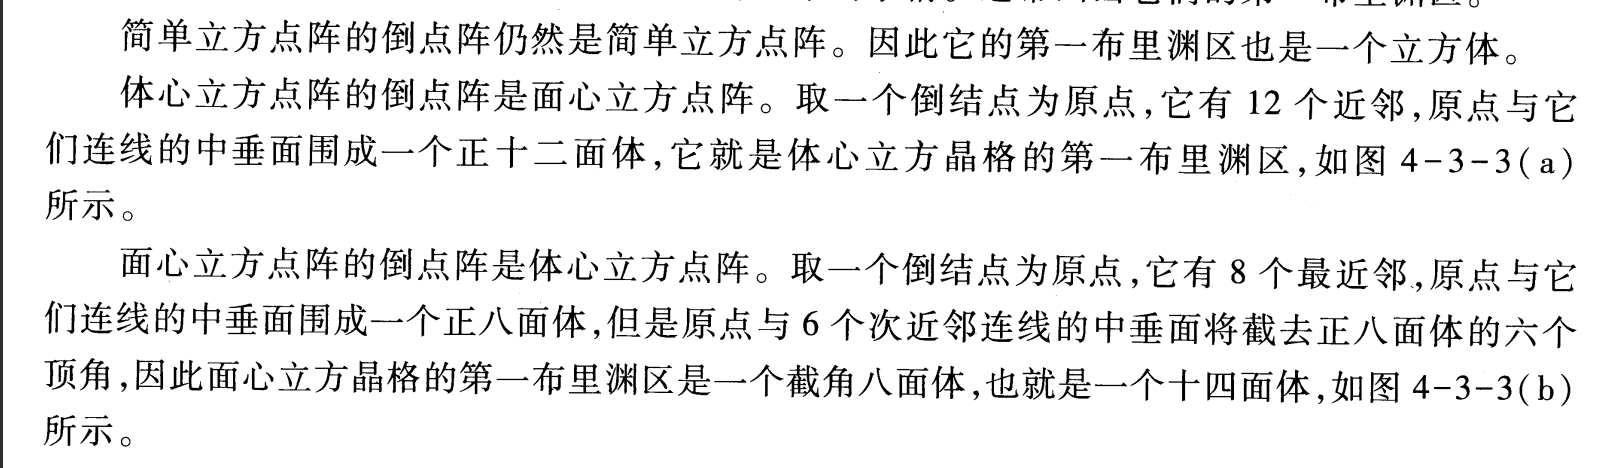 简单立方点阵的倒点阵仍然是简单立方点阵。因此它的第一布里渊区也是一个立方体。
体心立方点阵的倒点阵是面心立方点阵。取一个倒结点为原点,它有 12 个近邻,原点与它
们连线的中垂面围成一个正十二面体,它就是体心立方晶格的第一布里渊区,如图 4-3-3(a)
所示。
面心立方点阵的倒点阵是体心立方点阵。取一个倒结点为原点,它有 8 个最近邻,原点与它
们连线的中垂面围成一个正八面体,但是原点与 6 个次近邻连线的中垂面将截去正八面体的六个
顶角,因此面心立方晶格的第一布里渊区是一个截角八面体,也就是一个十四面体,如图 4-3-3(b)
所示。